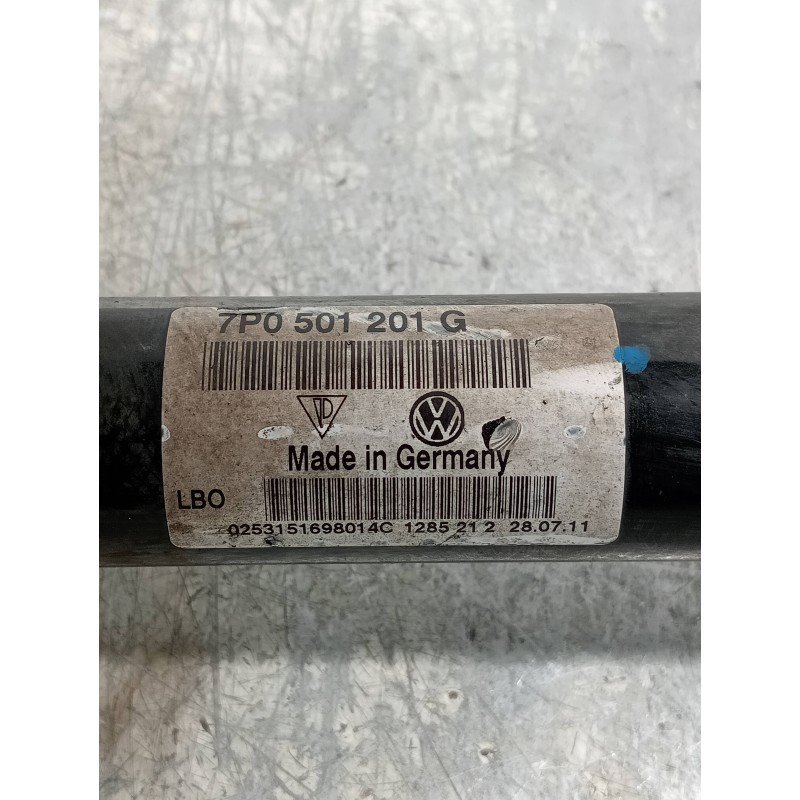 7P0 501 201 G
Made in Germany
LBO
0253151698014C 1285 21 2 28.07.11